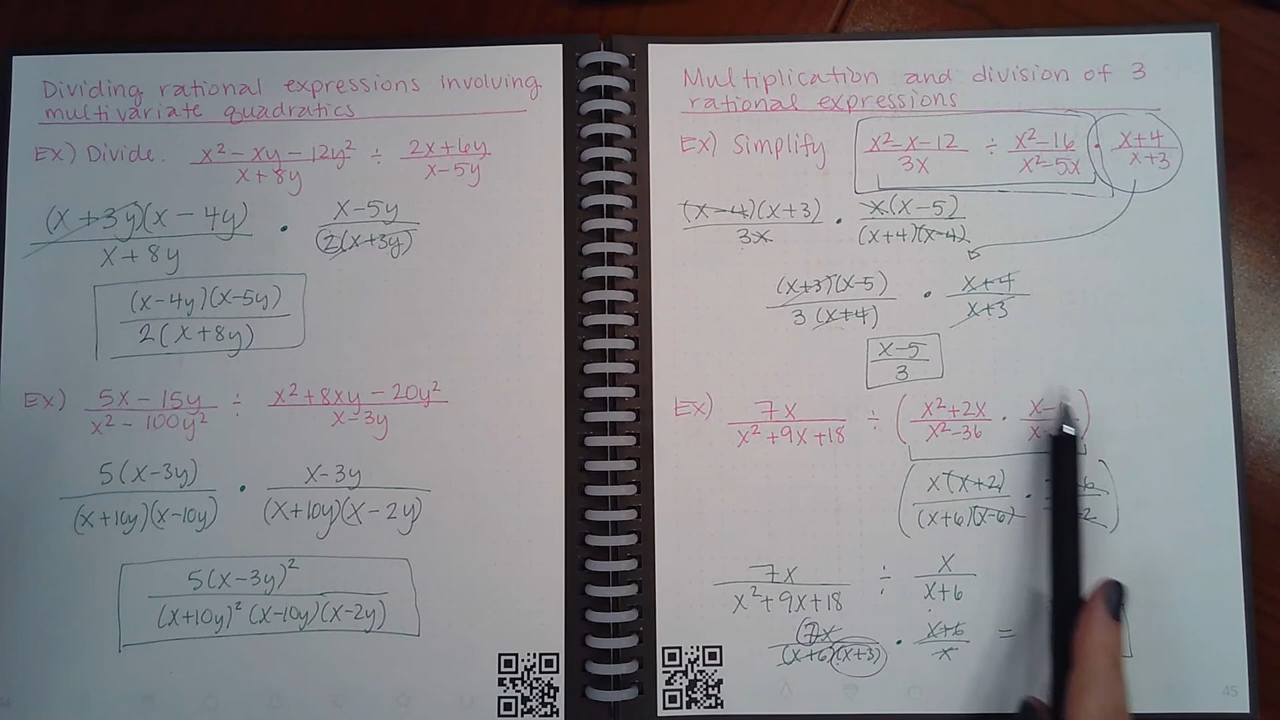 Dividing rational expressions involving
multivariate quadratics
Ex) Divide. (x² - xy - 12y²)/(x + 8y) ÷ (2x + 6y)/(x - 5y)
((x + 3y)(x - 4y))/(x + 8y) · (x - 5y)/(2(x + 3y))
((x - 4y)(x - 5y))/(2(x + 8y))
Ex) (5x - 15y)/(x² - 100y²) ÷ (x² + 8xy - 20y²)/(x - 3y)
(5(x - 3y))/((x + 10y)(x - 10y)) · (x - 3y)/((x + 10y)(x - 2y))
(5(x - 3y)²)/((x + 10y)²(x - 10y)(x - 2y))
Multiplication and division of 3
rational expressions
Ex) Simplify (x² - x - 12)/(3x) ÷ (x² - 16)/(x² - 5x) · (x + 4)/(x + 3)
((x - 4)(x + 3))/(3x) · (x(x - 5))/((x + 4)(x - 4))
((x + 3)(x - 5))/(3(x + 4)) · (x + 4)/(x + 3)
(x - 5)/3
Ex) (7x)/(x² + 9x + 18) ÷ ((x² + 2x)/(x² - 36) · (x -)/(x)
(x(x + 2))/((x + 6)(x - 6)) ·
(7x)/(x² + 9x + 18) ÷ x/(x + 6)
(7x)/((x + 6)(x + 3)) · (x + 6)/x =
45